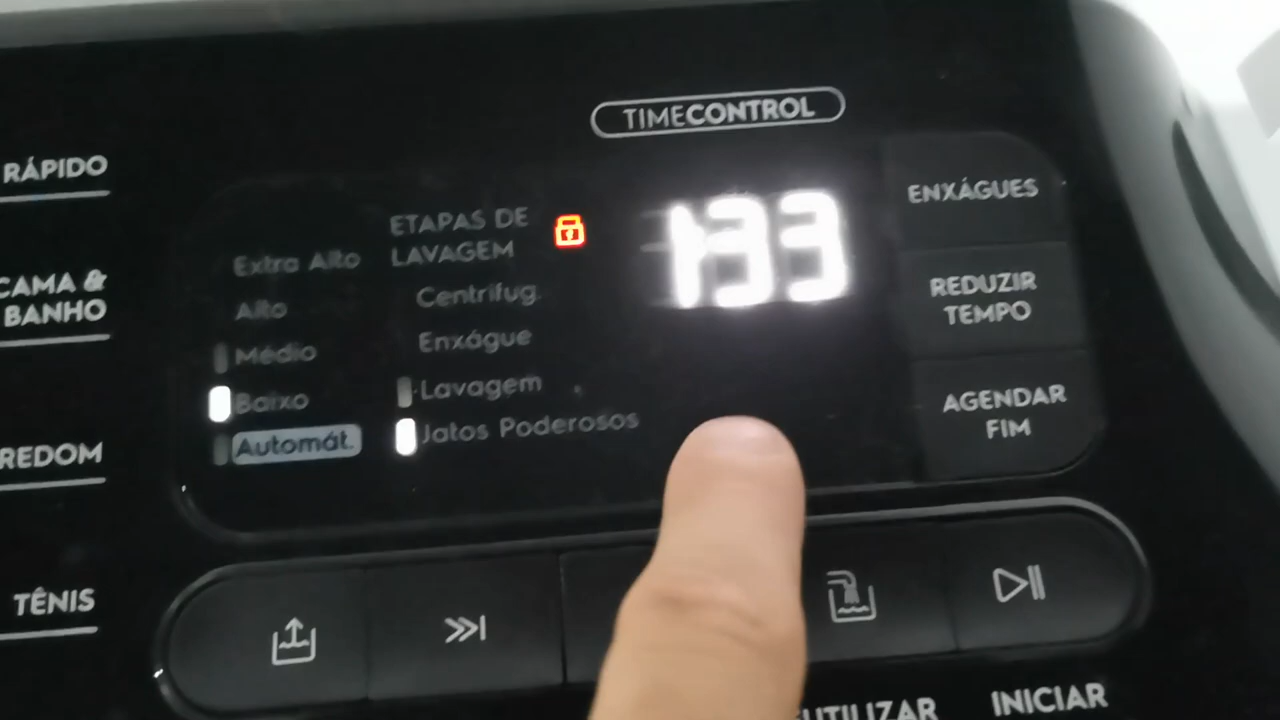 TIMECONTROL
RÁPIDO
CAMA &
BANHO
TÊNIS
Extra Alto
Alto
Médio
Baixo
Automát.
ETAPAS DE
LAVAGEM
Centrifug.
Enxágue
Lavagem
Jatos Poderosos
133
ENXÁGUES
REDUZIR
TEMPO
AGENDAR
FIM
INICIAR